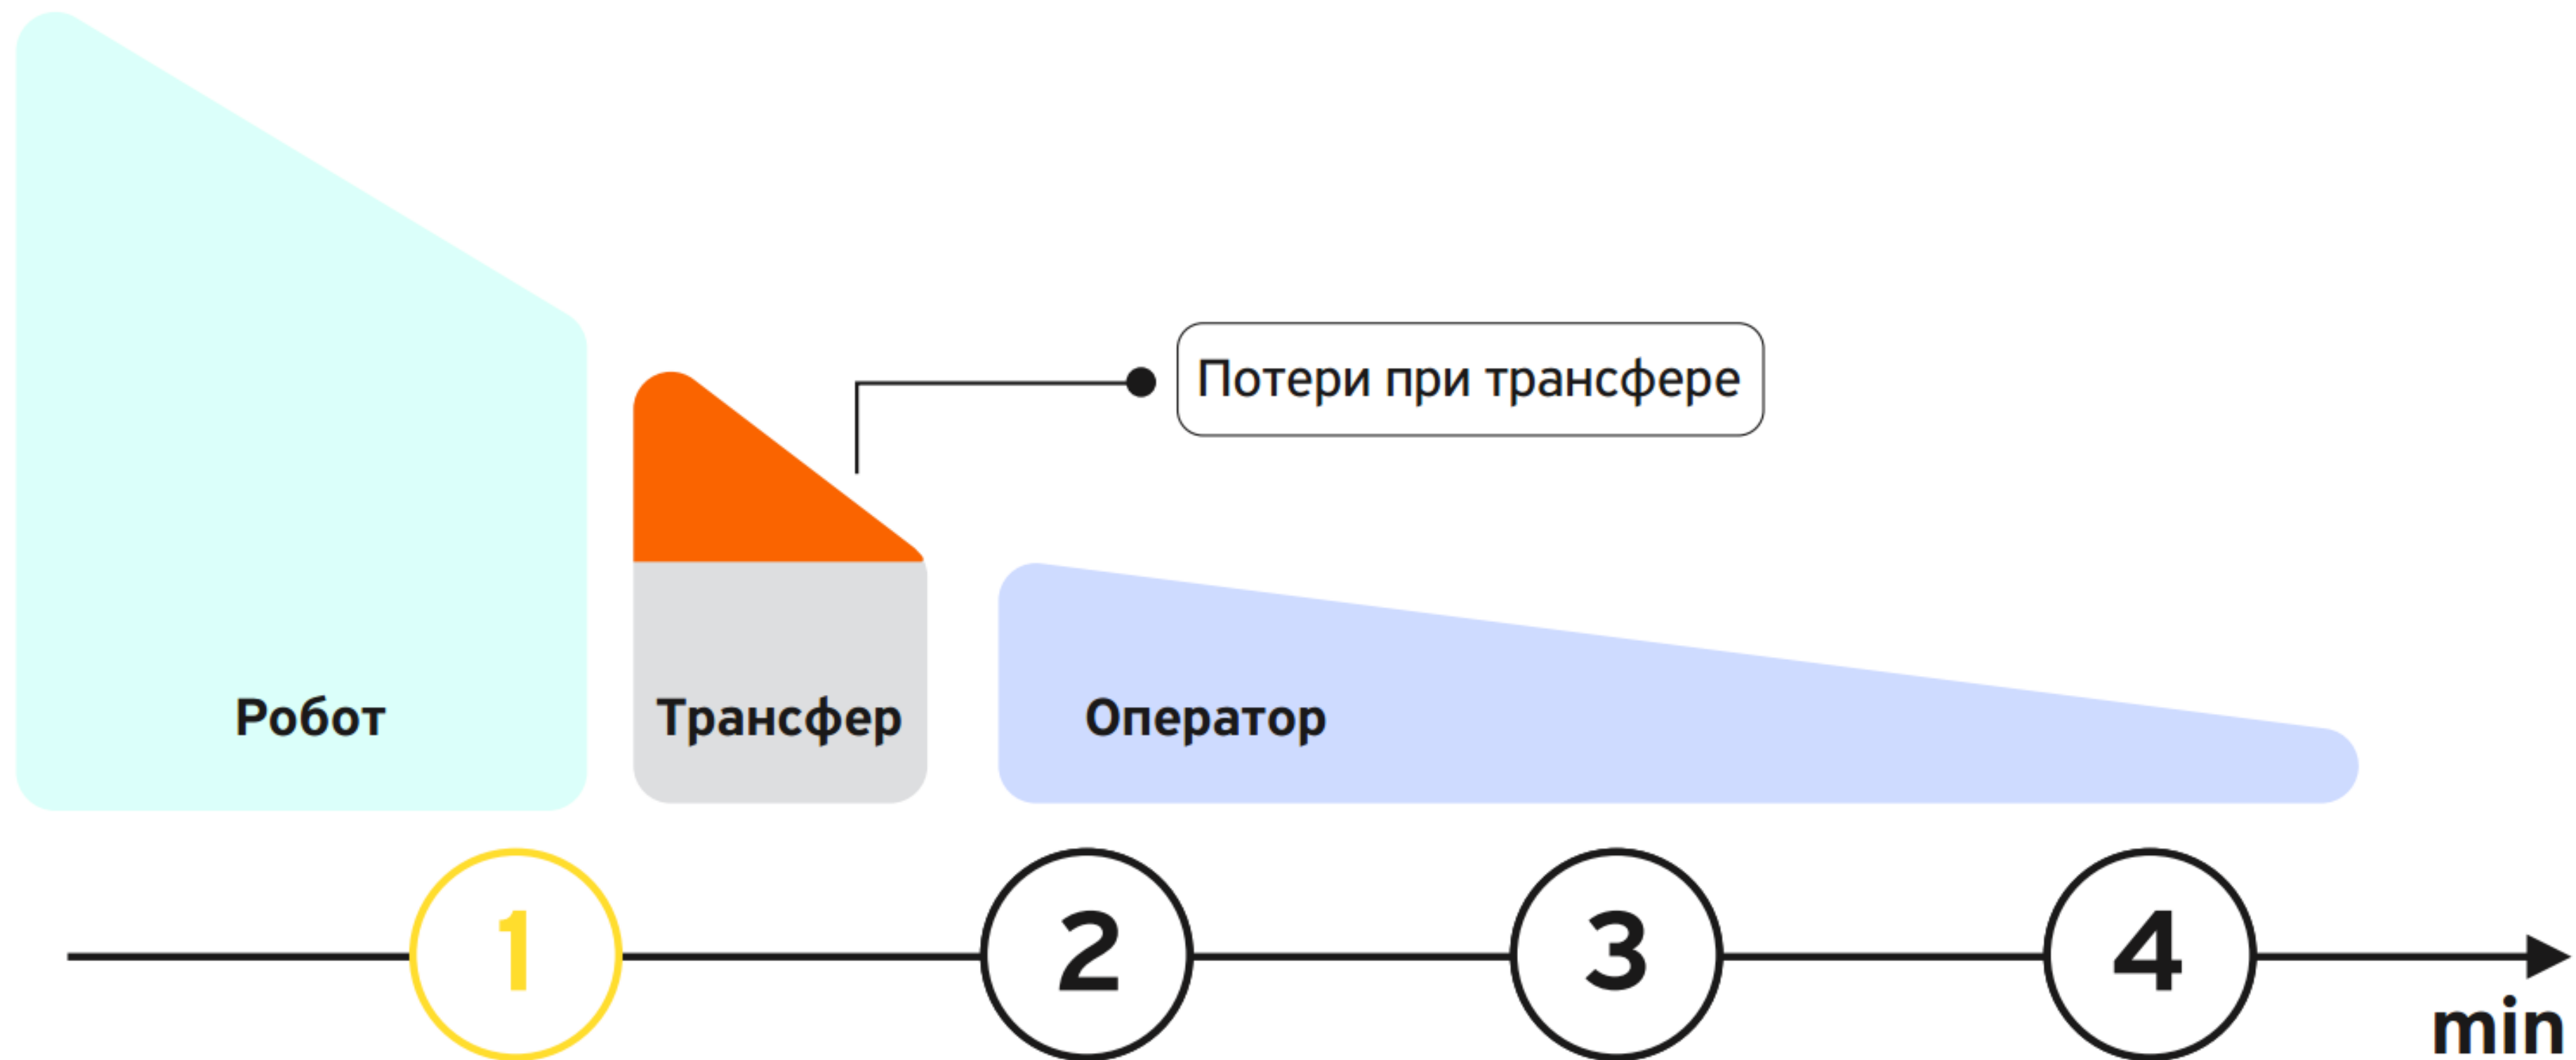 Потери при трансфере
Робот
Трансфер
Оператор
1
2
3
4
min